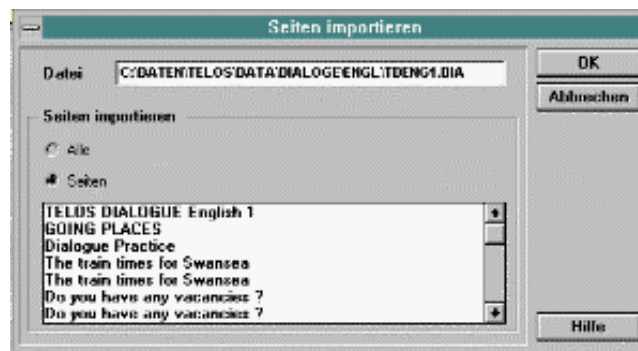 Seiten importieren
Datei C:\DATEN\TELOS\DATA\DIALOGE\ENGL\TDENG1.DIA
OK
Abbrechen
Seiten importieren
Alle
Seiten
TELOS DIALOGUE English 1
GOING PLACES
Dialogue Practice
The train times for Swansea
The train times for Swansea
Do you have any vacancies ?
Do you have any vacancies ?
Hilfe